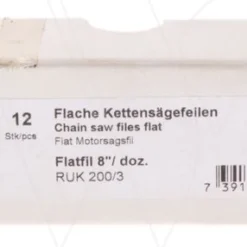 12
Stk/pcs
Flache Kettensägefeilen
Chain saw files flat
Flat Motorsagsfil
Flatfil 8"/ doz.
RUK 200/3
7 391